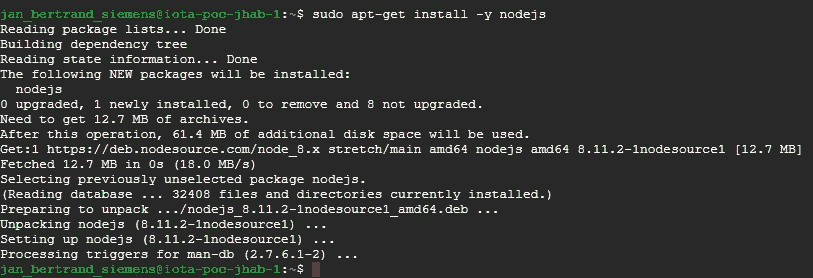 jan_bertrand_siemens@iota-poc-jhab-1:~$ sudo apt-get install -y nodejs
Reading package lists... Done
Building dependency tree
Reading state information... Done
The following NEW packages will be installed:
  nodejs
0 upgraded, 1 newly installed, 0 to remove and 8 not upgraded.
Need to get 12.7 MB of archives.
After this operation, 61.4 MB of additional disk space will be used.
Get:1 https://deb.nodesource.com/node_8.x stretch/main amd64 nodejs amd64 8.11.2-1nodesource1 [12.7 MB]
Fetched 12.7 MB in 0s (18.0 MB/s)
Selecting previously unselected package nodejs.
(Reading database ... 32408 files and directories currently installed.)
Preparing to unpack .../nodejs_8.11.2-1nodesource1_amd64.deb ...
Unpacking nodejs (8.11.2-1nodesource1) ...
Setting up nodejs (8.11.2-1nodesource1) ...
Processing triggers for man-db (2.7.6.1-2) ...
jan_bertrand_siemens@iota-poc-jhab-1:~$